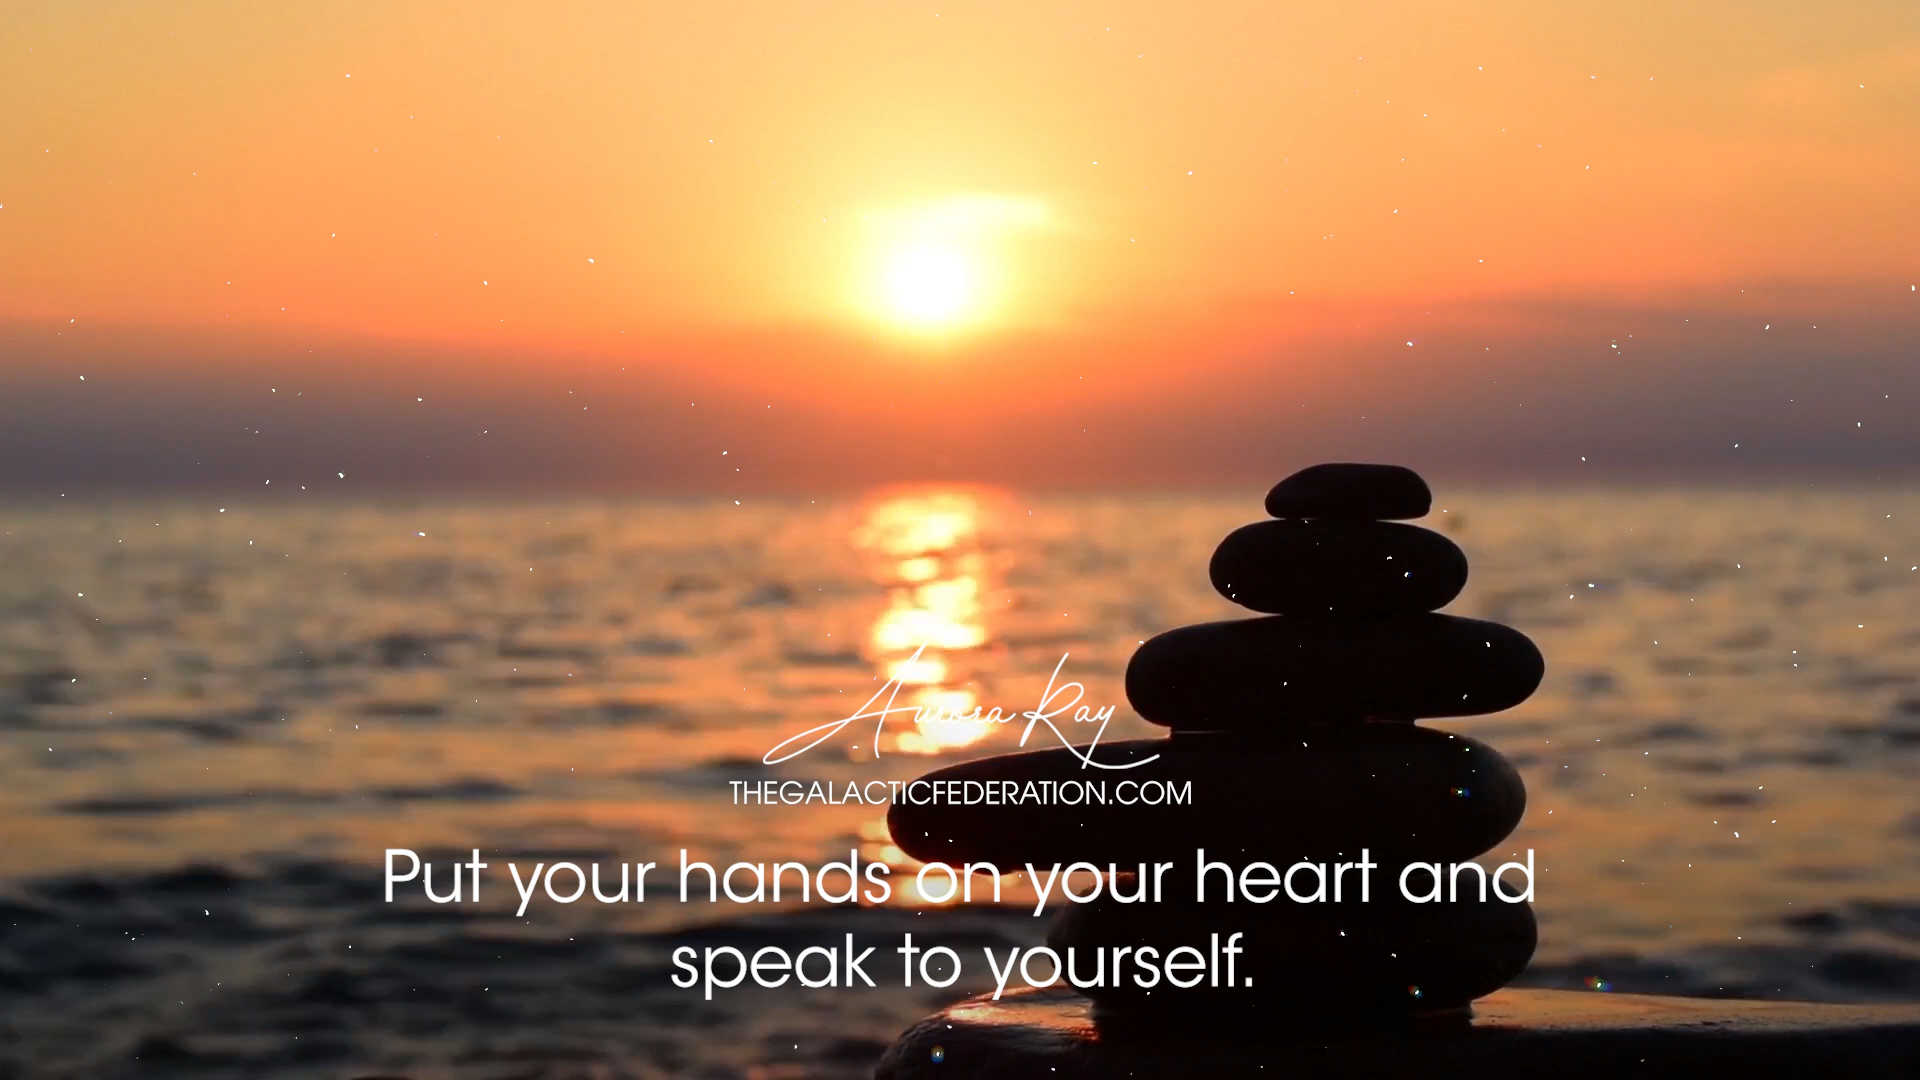 Aurora Ray
THEGALACTICFEDERATION.COM
Put your hands on your heart and
speak to yourself.